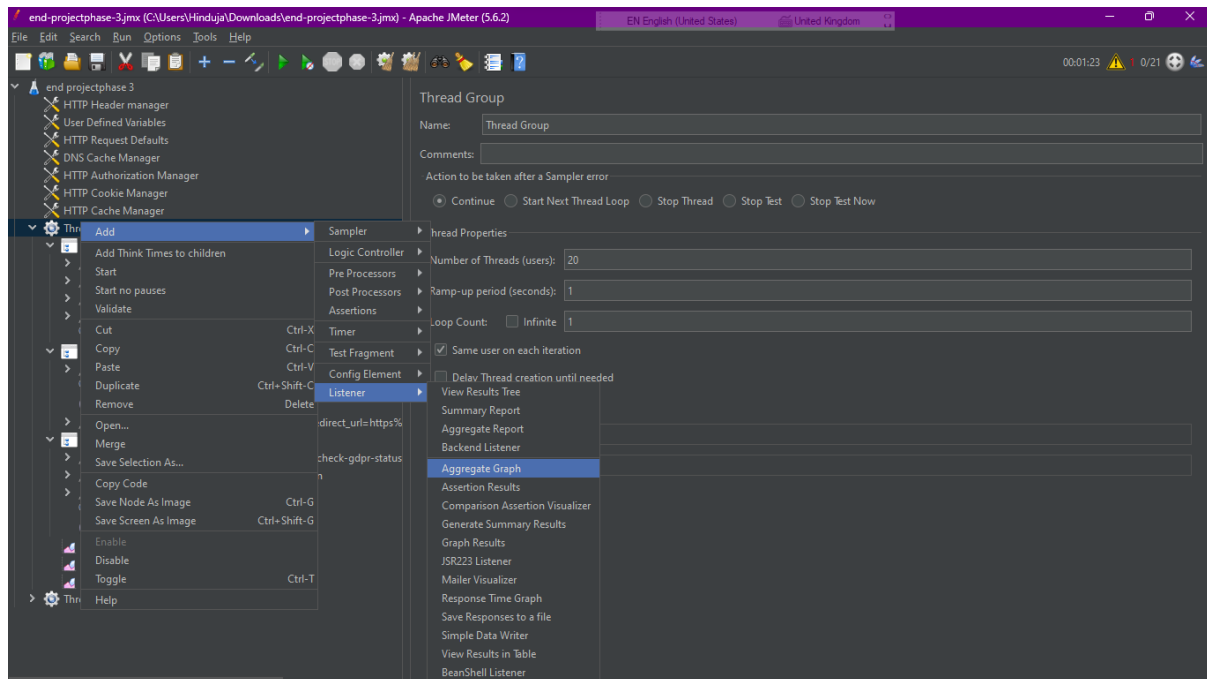 end-projectphase-3.jmx (C:\Users\Hinduja\Downloads\end-projectphase-3.jmx) - Apache JMeter (5.6.2)
EN English (United States)
United Kingdom
File Edit Search Run Options Tools Help
00:01:23
0/21
end projectphase 3
HTTP Header manager
User Defined Variables
HTTP Request Defaults
DNS Cache Manager
HTTP Authorization Manager
HTTP Cookie Manager
HTTP Cache Manager
Thr
Thr
Add
Add Think Times to children
Start
Start no pauses
Validate
Cut Ctrl-X
Copy Ctrl-C
Paste Ctrl-V
Duplicate Ctrl+Shift-C
Remove Delete
Open...
Merge
Save Selection As...
Copy Code
Save Node As Image Ctrl-G
Save Screen As Image Ctrl+Shift-G
Enable
Disable
Toggle Ctrl-T
Help
direct_url=https%
check-gdpr-status
n
Sampler
Logic Controller
Pre Processors
Post Processors
Assertions
Timer
Test Fragment
Config Element
Listener
View Results Tree
Summary Report
Aggregate Report
Backend Listener
Aggregate Graph
Assertion Results
Comparison Assertion Visualizer
Generate Summary Results
Graph Results
JSR223 Listener
Mailer Visualizer
Response Time Graph
Save Responses to a file
Simple Data Writer
View Results in Table
BeanShell Listener
Thread Group
Name: Thread Group
Comments:
Action to be taken after a Sampler error
Continue Start Next Thread Loop Stop Thread Stop Test Stop Test Now
hread Properties
Number of Threads (users): 20
Ramp-up period (seconds): 1
Loop Count: Infinite 1
Same user on each iteration
Delay Thread creation until needed